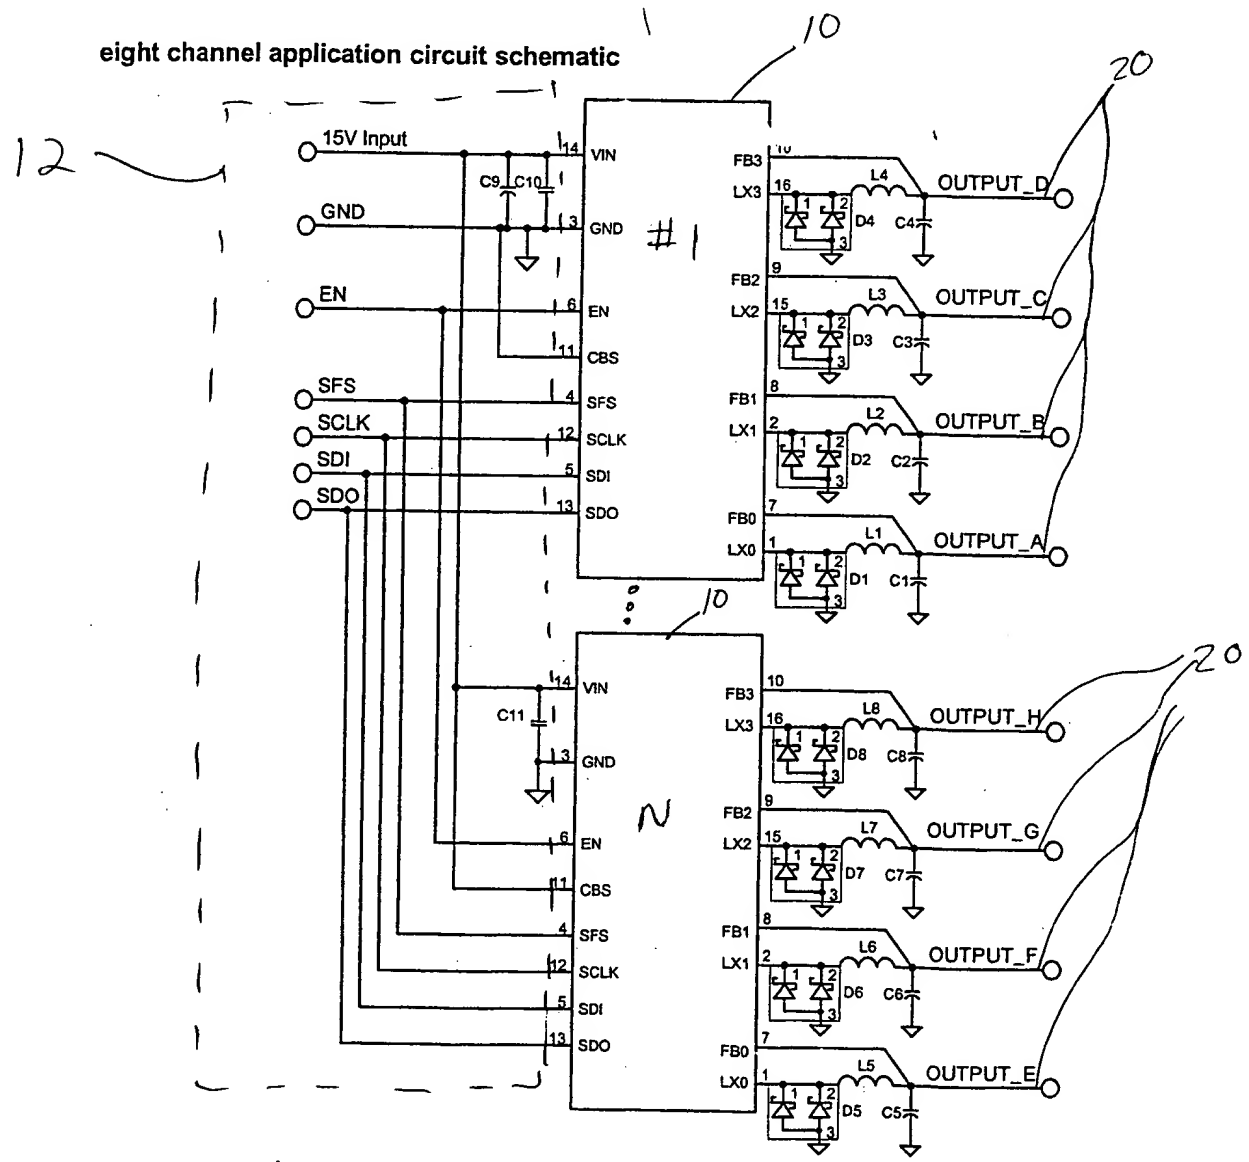 eight channel application circuit schematic
10
20
12
15V Input
14 VIN
C9 C10
GND
3 GND
#1
EN
6 EN
11 CBS
SFS
4 SFS
SCLK
12 SCLK
SDI
5 SDI
SDO
13 SDO
FB3
LX3 16
1 2 3
D4
L4
C4
OUTPUT_D
FB2 9
LX2 15
1 2 3
D3
L3
C3
OUTPUT_C
FB1 8
LX1 2
1 2 3
D2
L2
C2
OUTPUT_B
FB0 7
LX0 1
1 2 3
D1
L1
C1
OUTPUT_A
10
20
14 VIN
C11
3 GND
N
6 EN
11 CBS
4 SFS
12 SCLK
5 SDI
13 SDO
FB3 10
LX3 16
1 2 3
D8
L8
C8
OUTPUT_H
FB2 9
LX2 15
1 2 3
D7
L7
C7
OUTPUT_G
FB1 8
LX1 2
1 2 3
D6
L6
C6
OUTPUT_F
FB0 7
LX0 1
1 2 3
D5
L5
C5
OUTPUT_E